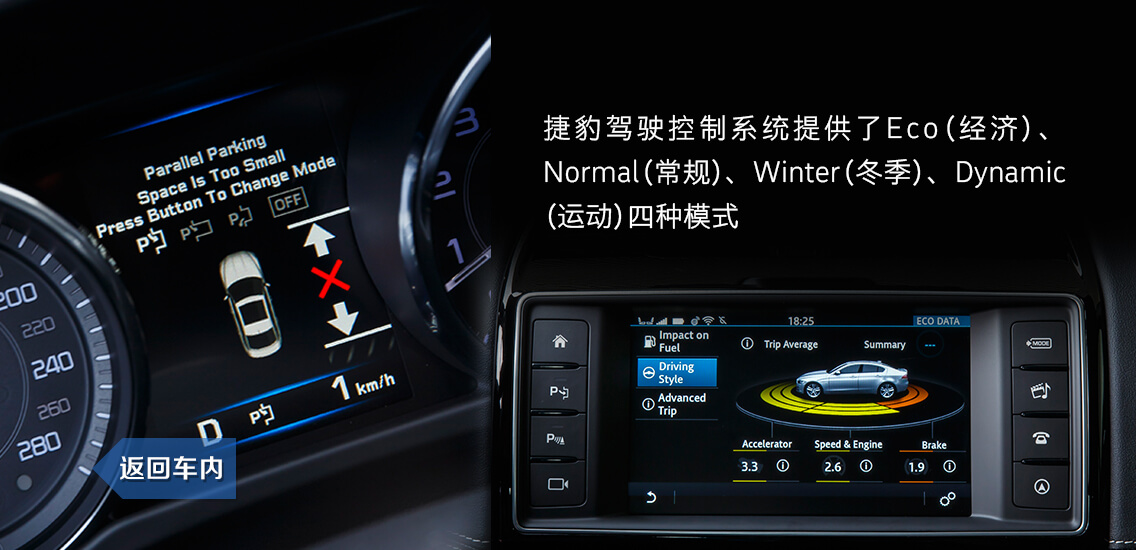 Parallel Parking
Space Is Too Small
Press Button To Change Mode
P P P OFF
1 km/h
D P
200
220
240
260
280
3
2
1
返回车内
捷豹驾驶控制系统提供了Eco(经济)、
Normal(常规)、Winter(冬季)、Dynamic
(运动)四种模式
18:25 ECO DATA
Impact on
Fuel
Trip Average Summary ---
Driving
Style
Advanced
Trip
Accelerator Speed & Engine Brake
3.3 2.6 1.9
P
P
MODE